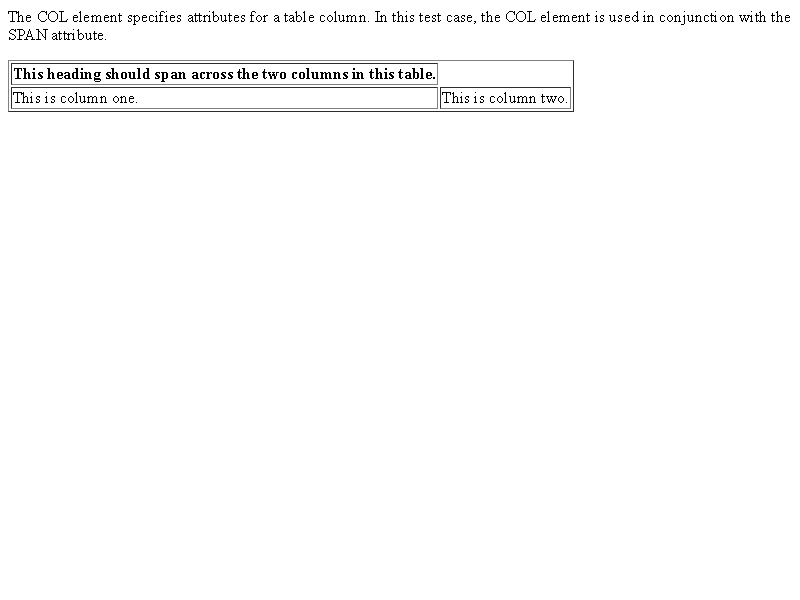 The COL element specifies attributes for a table column. In this test case, the COL element is used in conjunction with the
SPAN attribute.
This heading should span across the two columns in this table.
This is column one. This is column two.